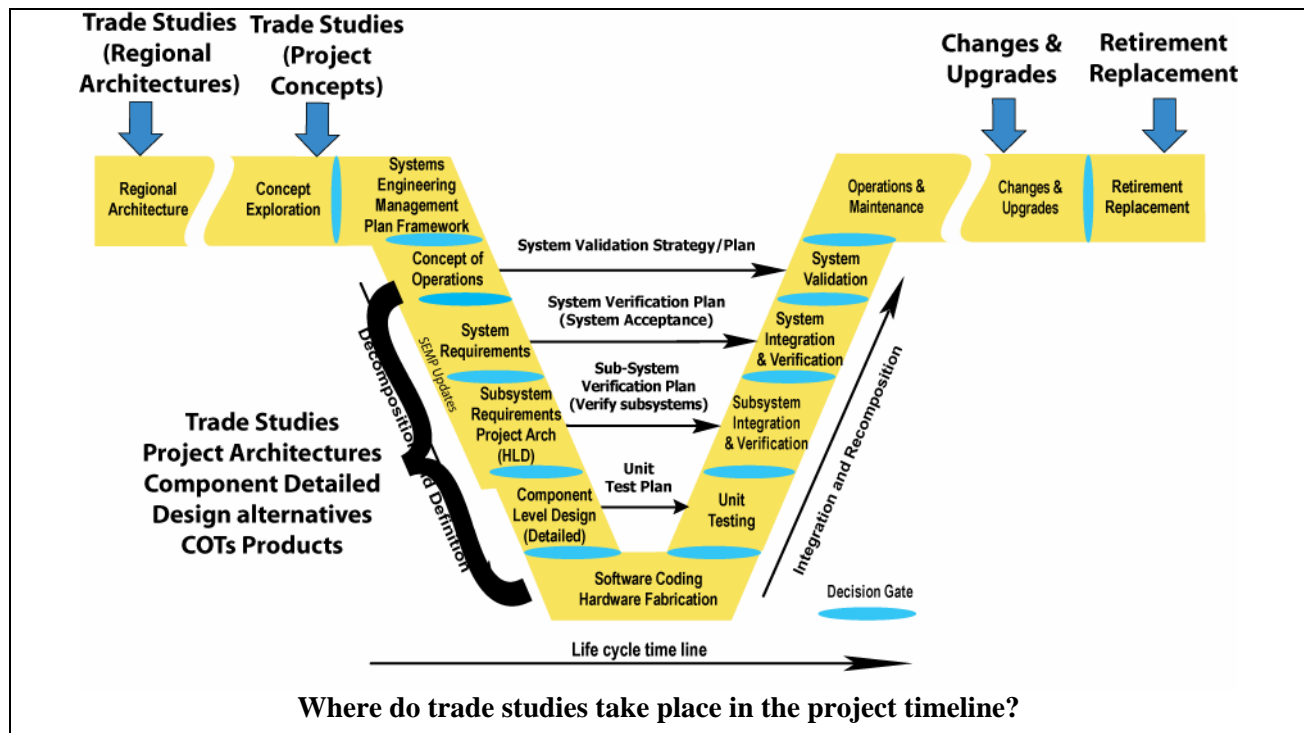 Trade Studies
(Regional
Architectures)
Trade Studies
(Project
Concepts)
Changes &
Upgrades
Retirement
Replacement
Regional
Architecture
Concept
Exploration
Systems
Engineering
Management
Plan Framework
Operations &
Maintenance
Changes &
Upgrades
Retirement
Replacement
Concept of
Operations
System Validation Strategy/Plan
System
Validation
System
Requirements
System Verification Plan
(System Acceptance)
System
Integration
& Verification
SEMP Updates
Subsystem
Requirements
Project Arch
(HLD)
Sub-System
Verification Plan
(Verify subsystems)
Subsystem
Integration
& Verification
Component
Level Design
(Detailed)
Unit
Test Plan
Unit
Testing
Software Coding
Hardware Fabrication
Decomposition
nd Definition
Integration and Recomposition
Trade Studies
Project Architectures
Component Detailed
Design alternatives
COTs Products
Decision Gate
Life cycle time line
Where do trade studies take place in the project timeline?